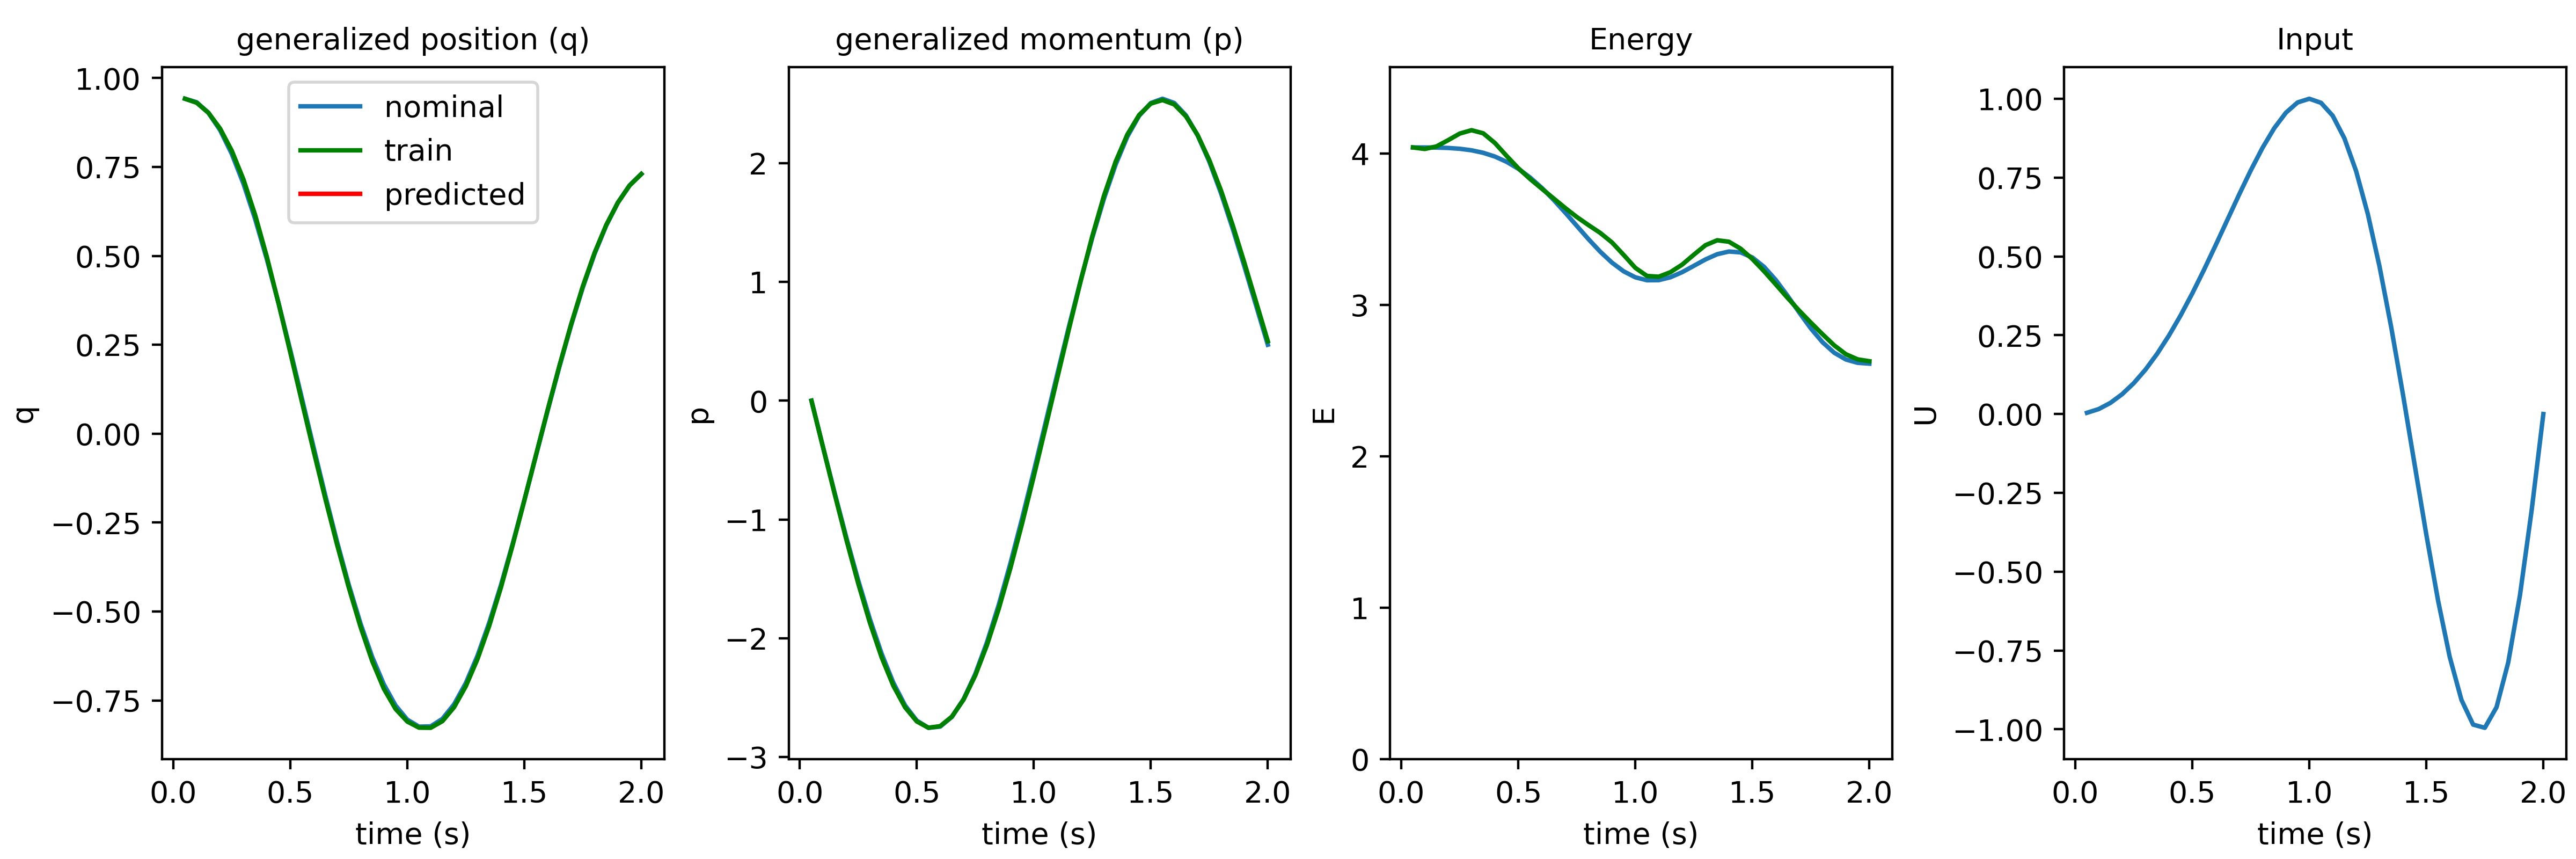 generalized position (q)
1.00
0.75
0.50
0.25
0.00
−0.25
−0.50
−0.75
q
nominal
train
predicted
0.0 0.5 1.0 1.5 2.0
time (s)
generalized momentum (p)
2
1
0
−1
−2
−3
p
0.0 0.5 1.0 1.5 2.0
time (s)
Energy
4
3
2
1
0
E
0.0 0.5 1.0 1.5 2.0
time (s)
Input
1.00
0.75
0.50
0.25
0.00
−0.25
−0.50
−0.75
−1.00
U
0.0 0.5 1.0 1.5 2.0
time (s)